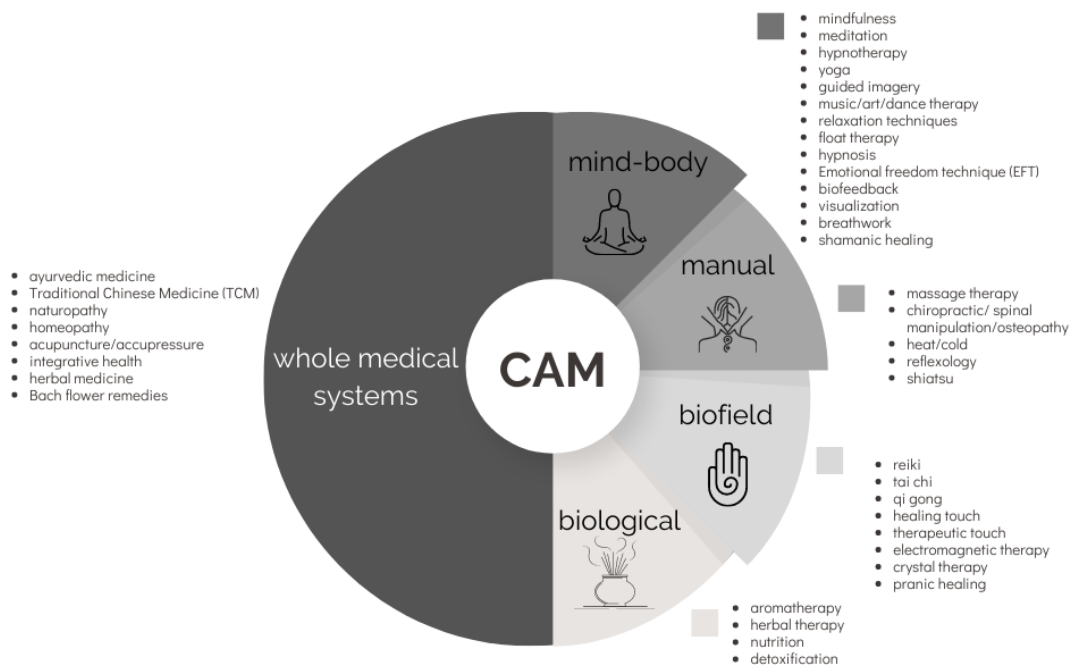 mindfulness
meditation
hypnotherapy
yoga
guided imagery
music/art/dance therapy
relaxation techniques
float therapy
hypnosis
Emotional freedom technique (EFT)
biofeedback
visualization
breathwork
shamanic healing
mind-body
manual
massage therapy
chiropractic/ spinal
manipulation/osteopathy
heat/cold
reflexology
shiatsu
ayurvedic medicine
Traditional Chinese Medicine (TCM)
naturopathy
homeopathy
acupuncture/accupressure
integrative health
herbal medicine
Bach flower remedies
whole medical
systems
CAM
biofield
reiki
tai chi
qi gong
healing touch
therapeutic touch
electromagnetic therapy
crystal therapy
pranic healing
biological
aromatherapy
herbal therapy
nutrition
detoxification